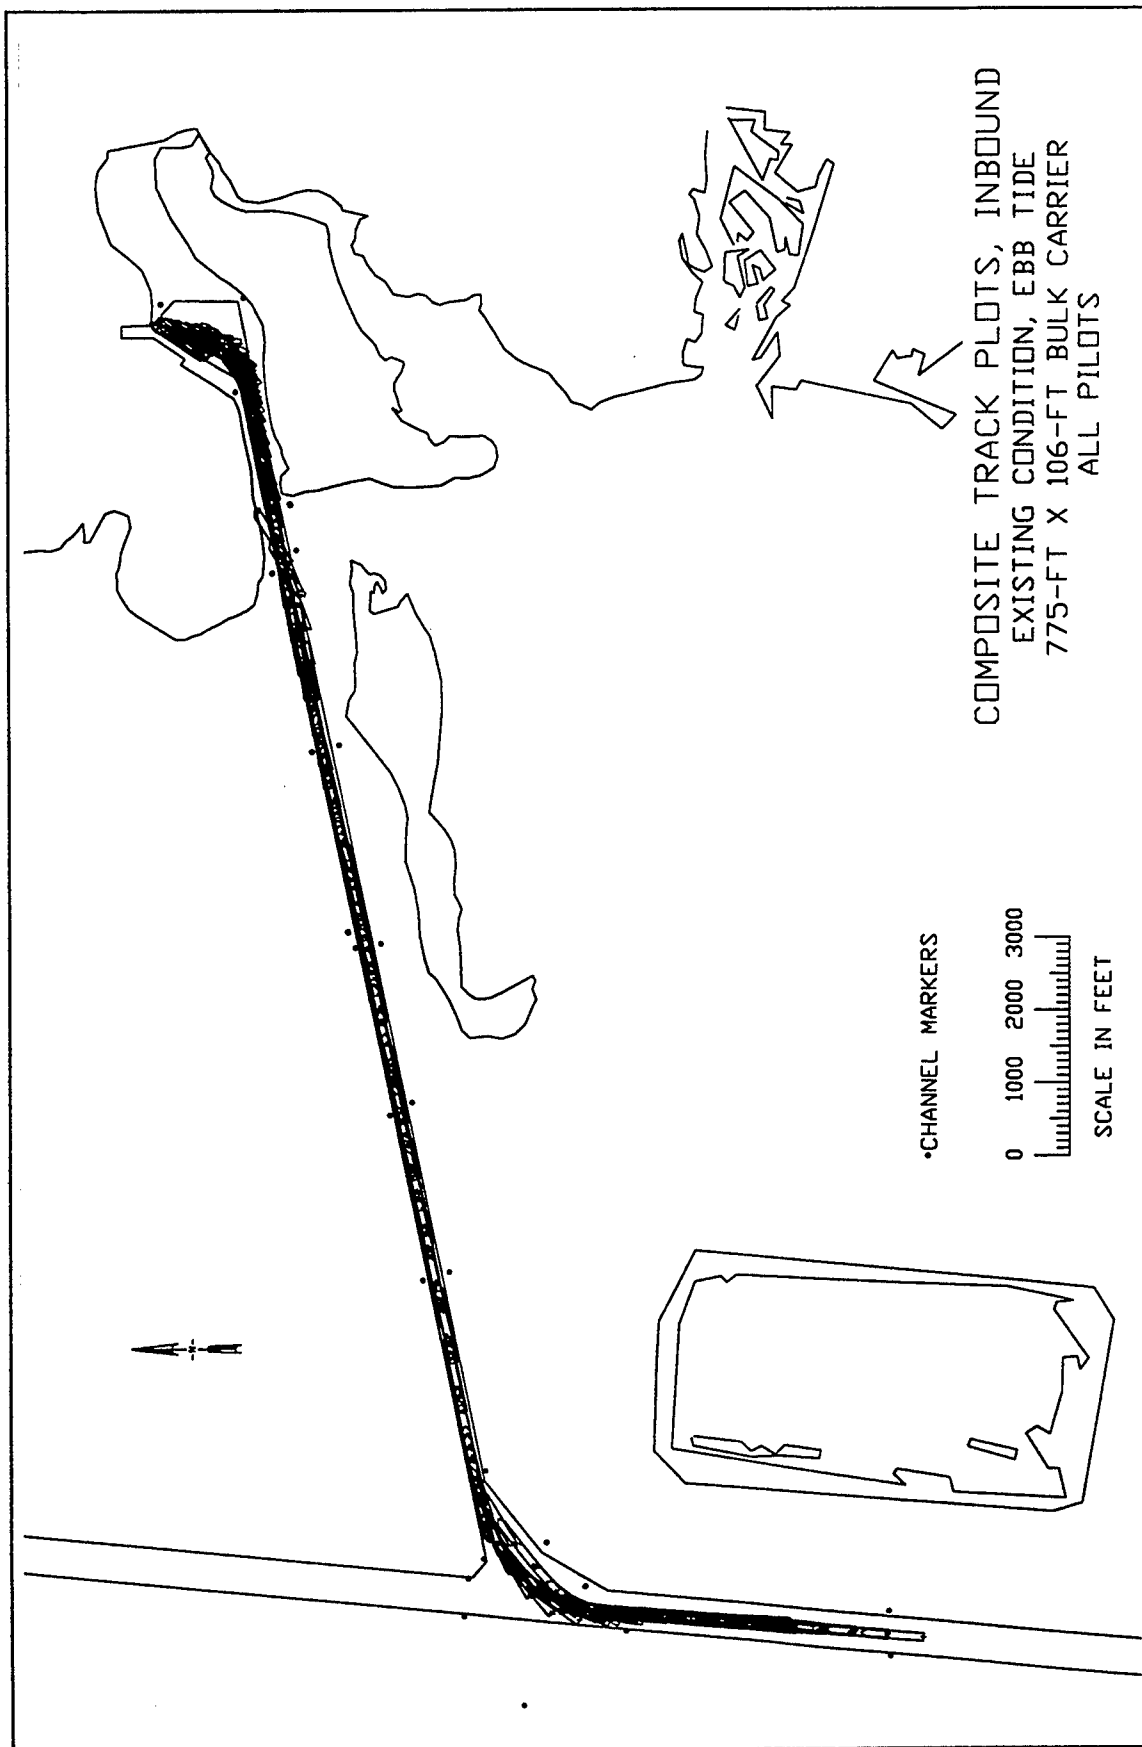 COMPOSITE TRACK PLOTS, INBOUND
EXISTING CONDITION, EBB TIDE
775-FT X 106-FT BULK CARRIER
ALL PILOTS
•CHANNEL MARKERS
0 1000 2000 3000
SCALE IN FEET